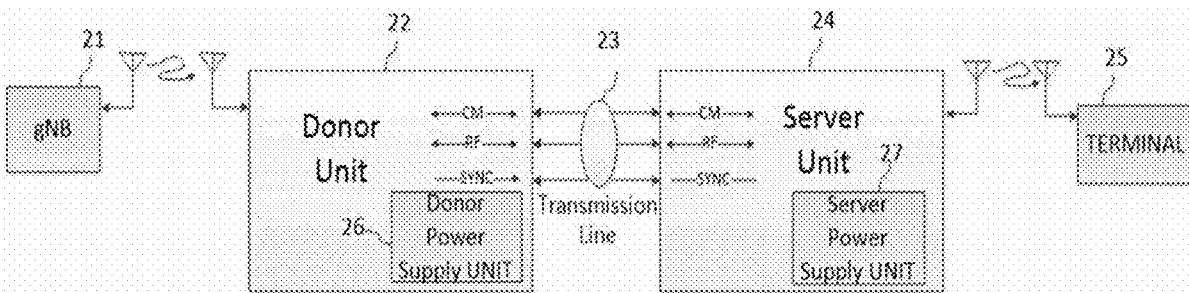 21
22
23
24
25
gNB
Donor
Unit
CM
RF
SYNC
Donor
Power
Supply UNIT
26
Transmission
Line
CM
RF
SYNC
Server
Unit
27
Server
Power
Supply UNIT
TERMINAL